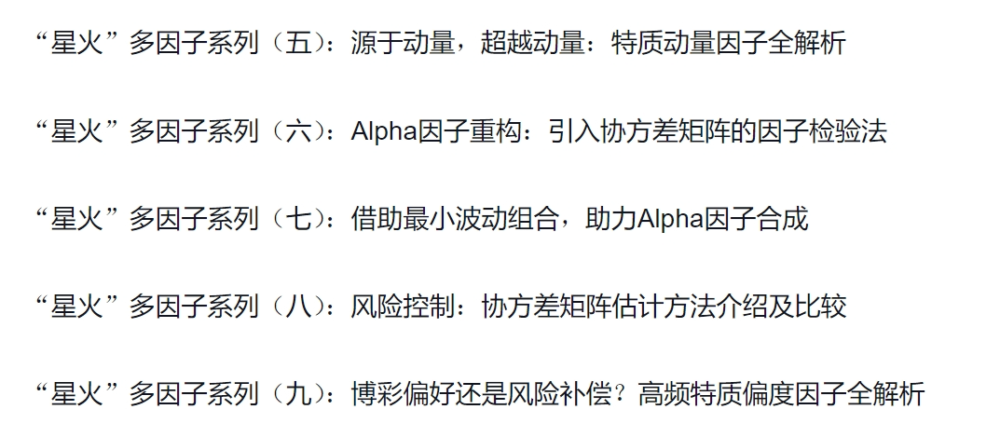 “星火”多因子系列（五）：源于动量，超越动量：特质动量因子全解析
“星火”多因子系列（六）：Alpha因子重构：引入协方差矩阵的因子检验法
“星火”多因子系列（七）：借助最小波动组合，助力Alpha因子合成
“星火”多因子系列（八）：风险控制：协方差矩阵估计方法介绍及比较
“星火”多因子系列（九）：博彩偏好还是风险补偿？高频特质偏度因子全解析